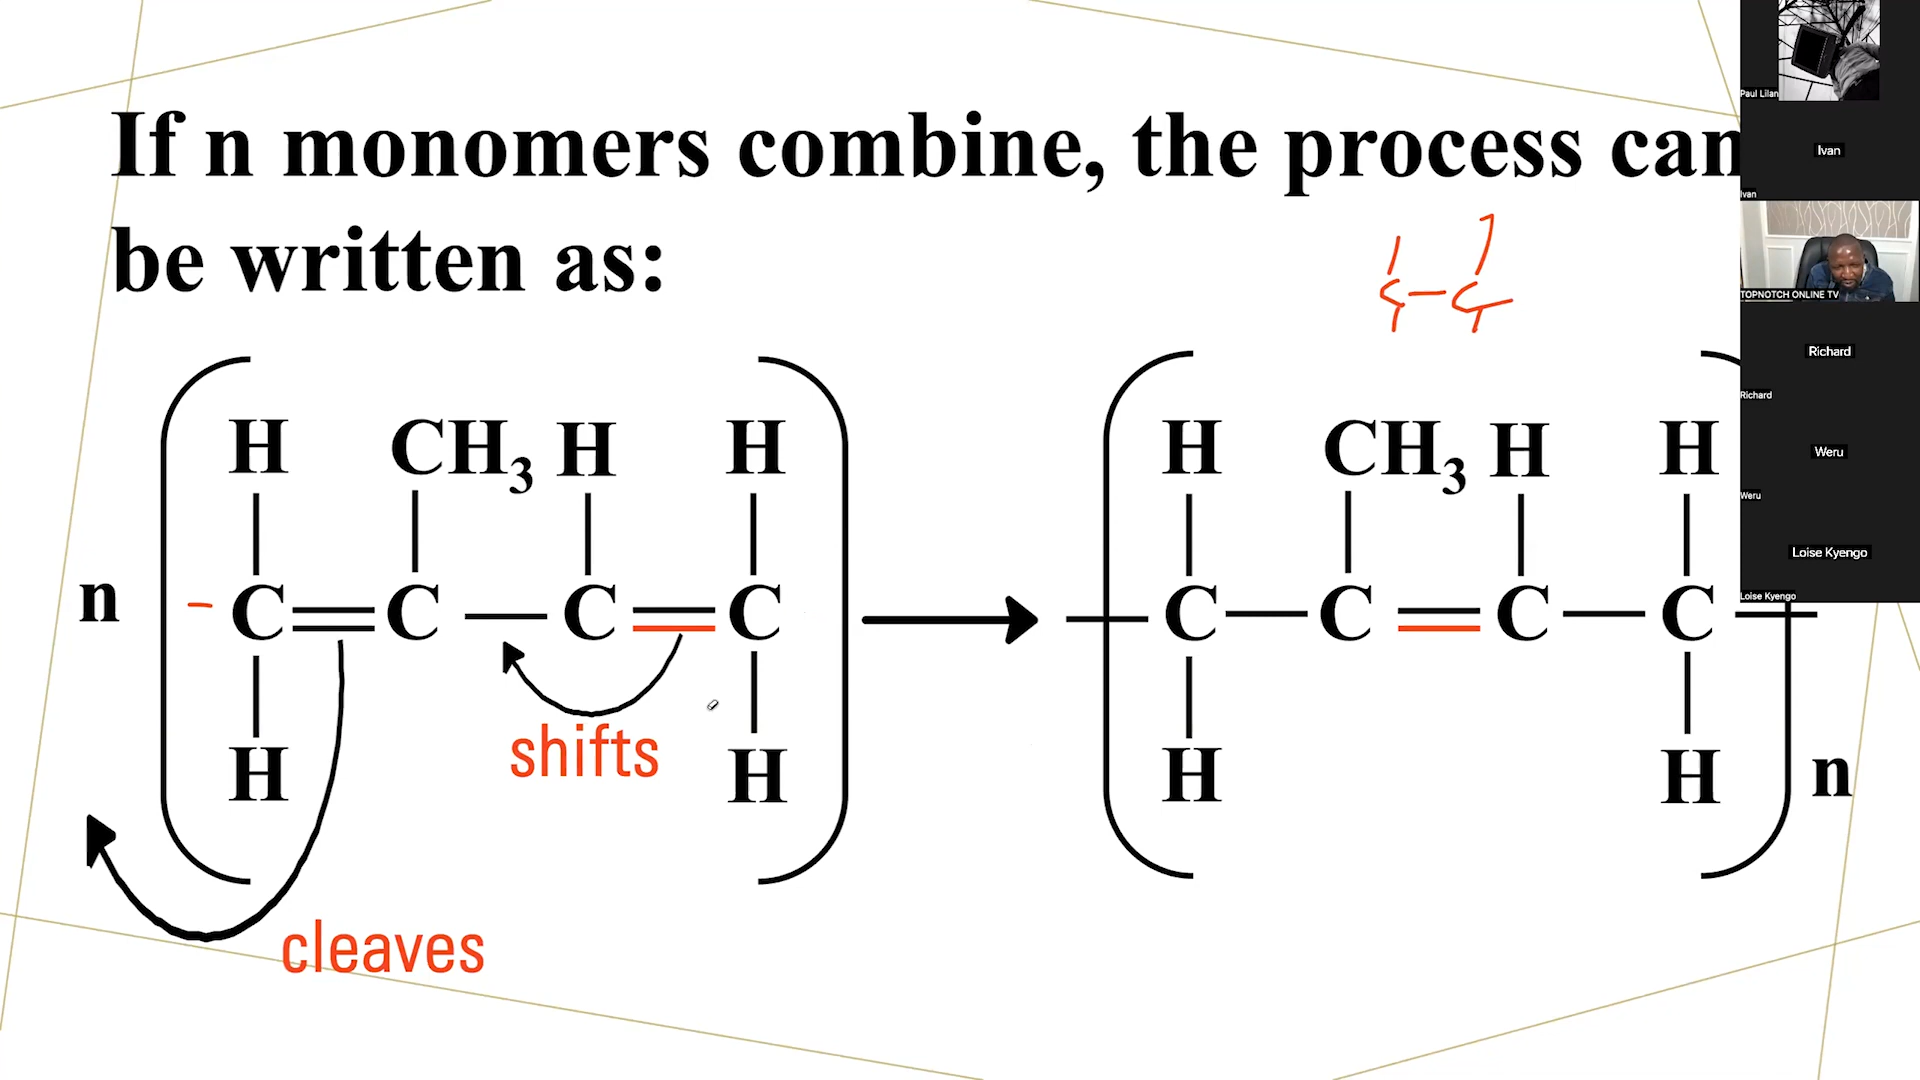 If n monomers combine, the process can
be written as:
H CH₃ H H
n C=C—C=C
H H
shifts
cleaves
H CH₃ H H
—C—C=C—C—
H H n
Paul Lilan
Ivan
Ivan
TOPNOTCH ONLINE TV
Richard
Richard
Weru
Weru
Loise Kyengo
Loise Kyengo